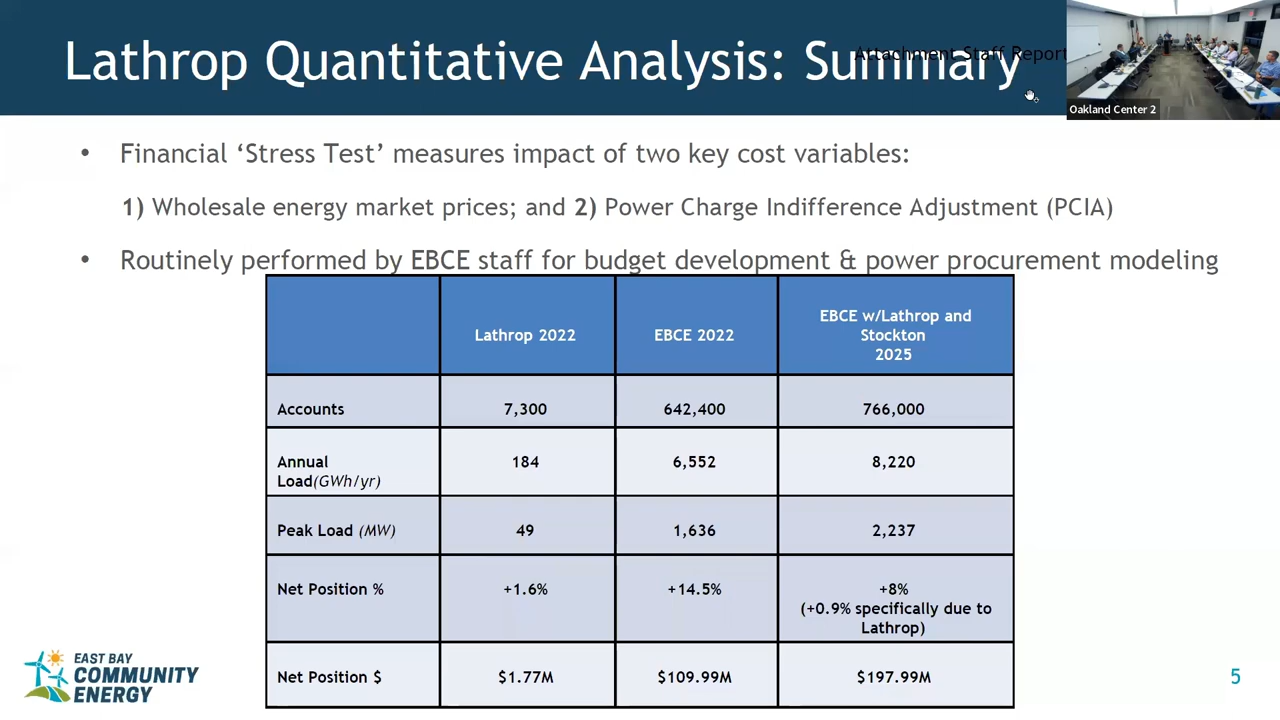 Lathrop Quantitative Analysis: Summary
Attachment Staff Report
Oakland Center 2
• Financial ‘Stress Test’ measures impact of two key cost variables:
1) Wholesale energy market prices; and 2) Power Charge Indifference Adjustment (PCIA)
• Routinely performed by EBCE staff for budget development & power procurement modeling
Lathrop 2022
EBCE 2022
EBCE w/Lathrop and
Stockton
2025
Accounts
7,300
642,400
766,000
Annual
Load(GWh/yr)
184
6,552
8,220
Peak Load (MW)
49
1,636
2,237
Net Position %
+1.6%
+14.5%
+8%
(+0.9% specifically due to
Lathrop)
Net Position $
$1.77M
$109.99M
$197.99M
EAST BAY
COMMUNITY
ENERGY
5